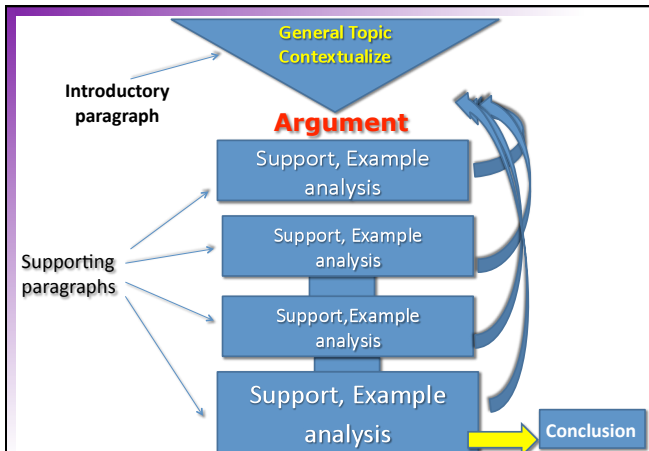 General Topic
Contextualize
Introductory
paragraph
Argument
Support, Example
analysis
Support, Example
analysis
Supporting
paragraphs
Support,Example
analysis
Support, Example
analysis
Conclusion